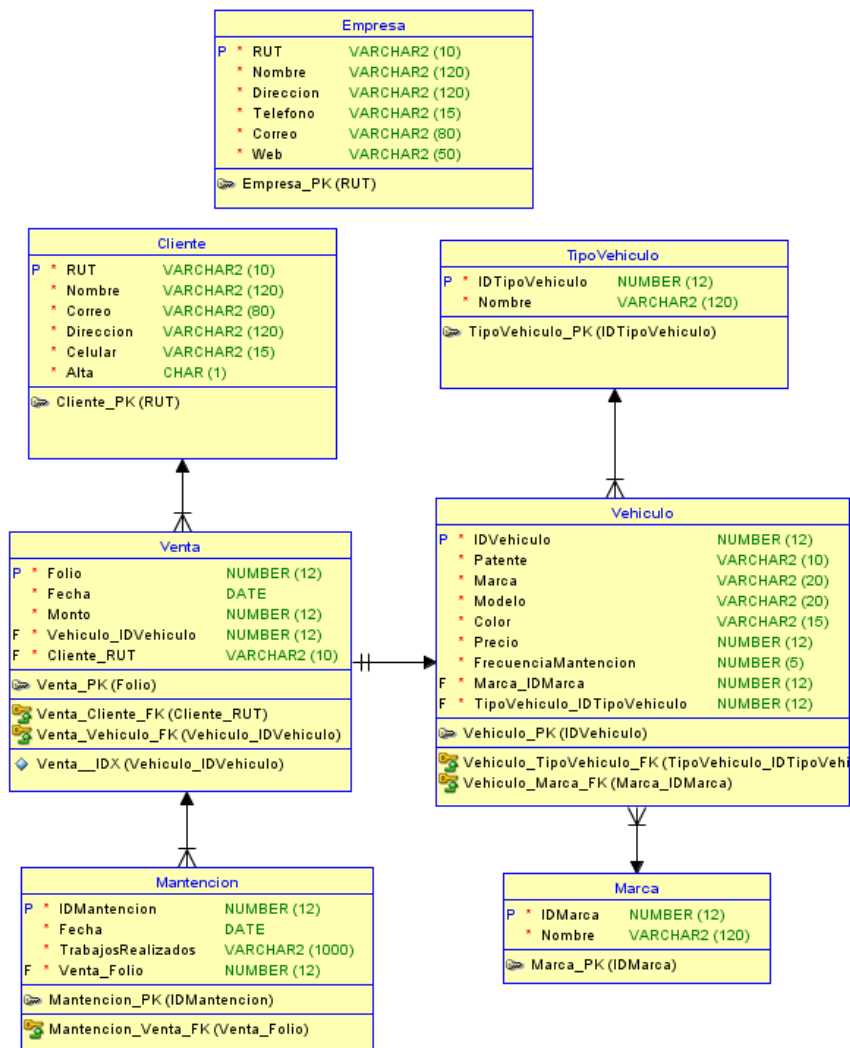 Empresa
P * RUT VARCHAR2 (10)
* Nombre VARCHAR2 (120)
* Direccion VARCHAR2 (120)
* Telefono VARCHAR2 (15)
* Correo VARCHAR2 (80)
* Web VARCHAR2 (50)
Empresa_PK (RUT)
Cliente
P * RUT VARCHAR2 (10)
* Nombre VARCHAR2 (120)
* Correo VARCHAR2 (80)
* Direccion VARCHAR2 (120)
* Celular VARCHAR2 (15)
* Alta CHAR (1)
Cliente_PK (RUT)
TipoVehiculo
P * IDTipoVehiculo NUMBER (12)
* Nombre VARCHAR2 (120)
TipoVehiculo_PK (IDTipoVehiculo)
Venta
P * Folio NUMBER (12)
* Fecha DATE
* Monto NUMBER (12)
F * Vehiculo_IDVehiculo NUMBER (12)
F * Cliente_RUT VARCHAR2 (10)
Venta_PK (Folio)
Venta_Cliente_FK (Cliente_RUT)
Venta_Vehiculo_FK (Vehiculo_IDVehiculo)
Venta__IDX (Vehiculo_IDVehiculo)
Vehiculo
P * IDVehiculo NUMBER (12)
* Patente VARCHAR2 (10)
* Marca VARCHAR2 (20)
* Modelo VARCHAR2 (20)
* Color VARCHAR2 (15)
* Precio NUMBER (12)
* FrecuenciaMantencion NUMBER (5)
F * Marca_IDMarca NUMBER (12)
F * TipoVehiculo_IDTipoVehiculo NUMBER (12)
Vehiculo_PK (IDVehiculo)
Vehiculo_TipoVehiculo_FK (TipoVehiculo_IDTipoVehi
Vehiculo_Marca_FK (Marca_IDMarca)
Mantencion
P * IDMantencion NUMBER (12)
* Fecha DATE
* TrabajosRealizados VARCHAR2 (1000)
F * Venta_Folio NUMBER (12)
Mantencion_PK (IDMantencion)
Mantencion_Venta_FK (Venta_Folio)
Marca
P * IDMarca NUMBER (12)
* Nombre VARCHAR2 (120)
Marca_PK (IDMarca)